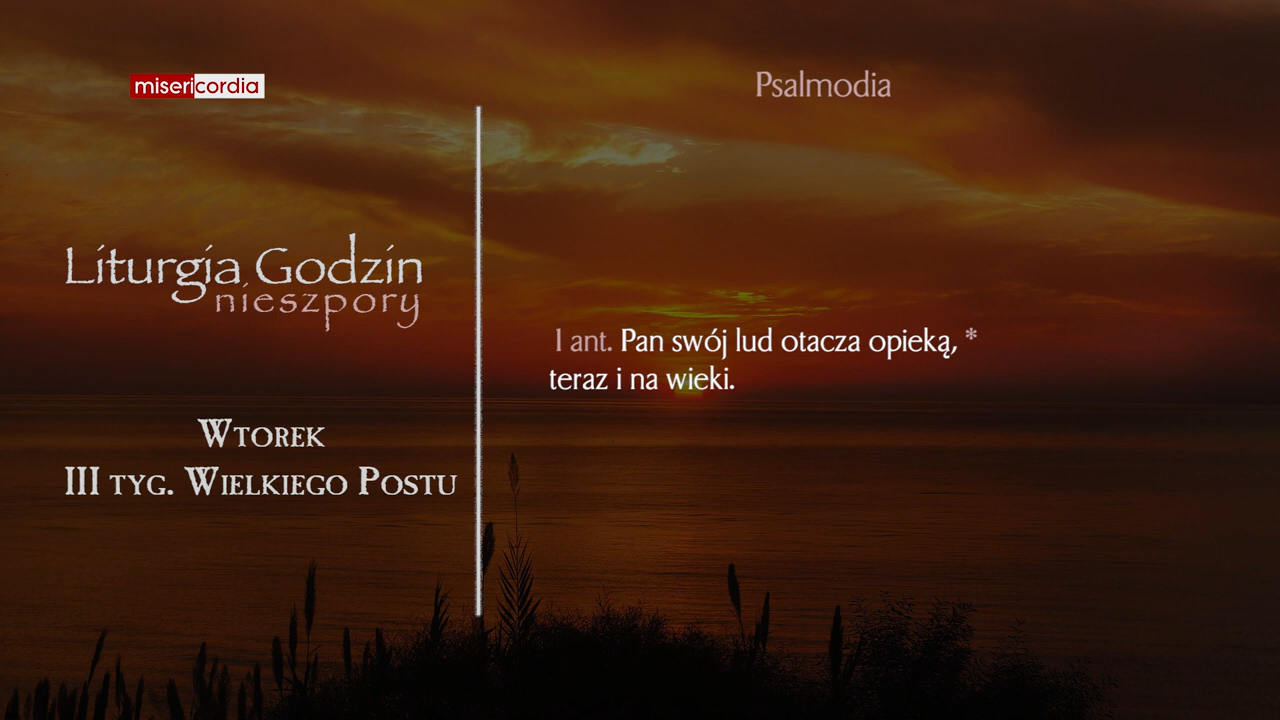 misericordia
Psalmodia
Liturgia Godzin
nieszpory
Wtorek
III tyg. Wielkiego Postu
1 ant. Pan swój lud otacza opieką, *
teraz i na wieki.